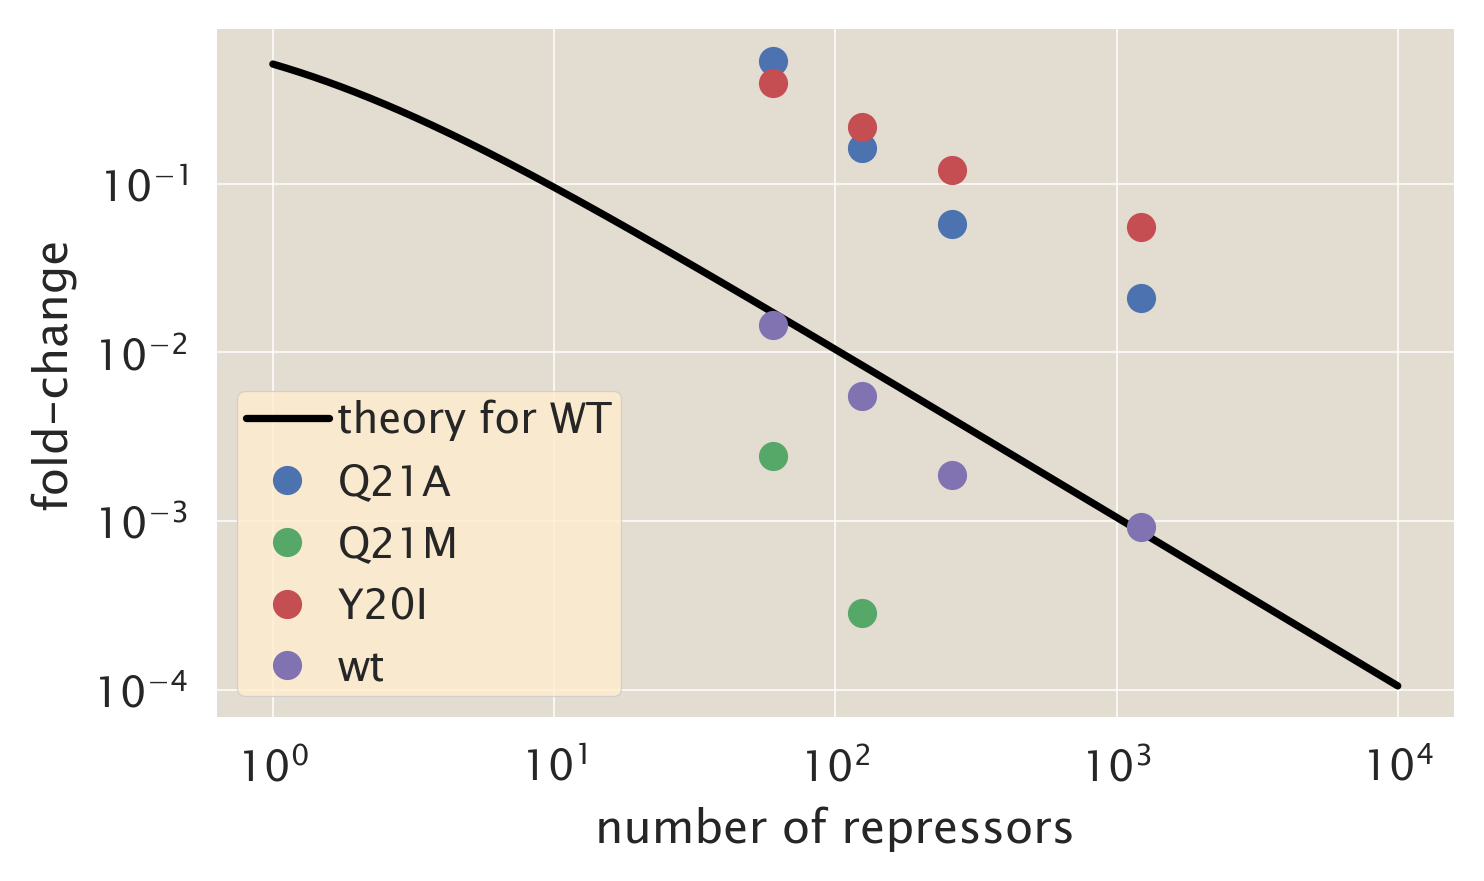 fold-change
10⁻¹
10⁻²
10⁻³
10⁻⁴
theory for WT
Q21A
Q21M
Y20I
wt
10⁰ 10¹ 10² 10³ 10⁴
number of repressors